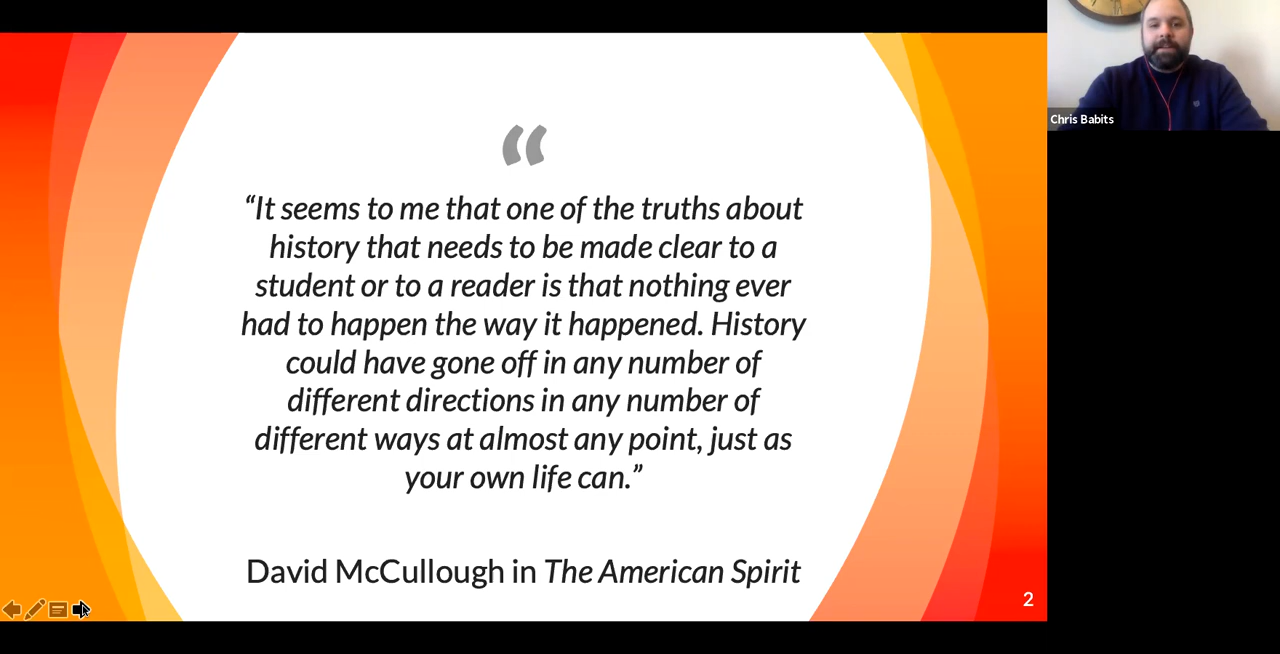 “
“It seems to me that one of the truths about
history that needs to be made clear to a
student or to a reader is that nothing ever
had to happen the way it happened. History
could have gone off in any number of
different directions in any number of
different ways at almost any point, just as
your own life can.”
David McCullough in The American Spirit
2
Chris Babits